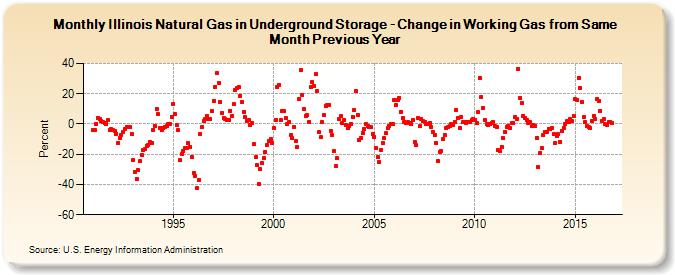 Monthly Illinois Natural Gas in Underground Storage - Change in Working Gas from Same
Month Previous Year
Percent
40
20
0
-20
-40
-60
1995
2000
2005
2010
2015
Source: U.S. Energy Information Administration